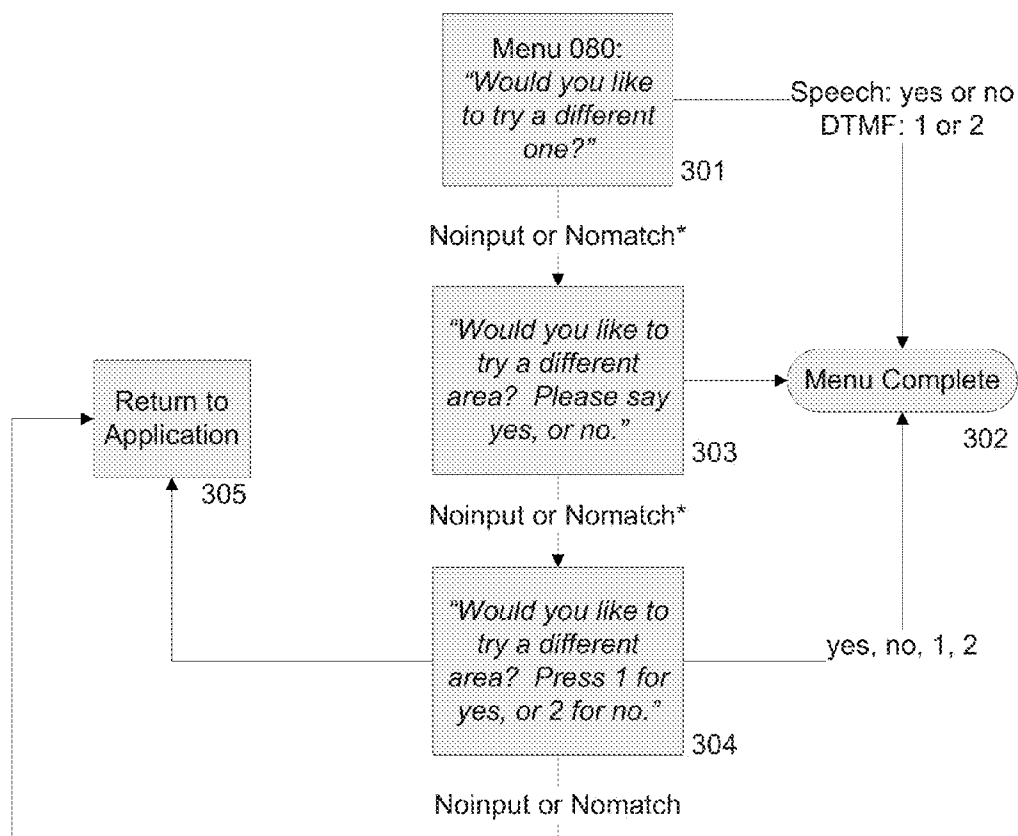 Menu 080:
“Would you like
to try a different
one?”
301
Speech: yes or no
DTMF: 1 or 2
Noinput or Nomatch*
“Would you like to
try a different
area? Please say
yes, or no.”
303
Menu Complete
302
Return to
Application
305
Noinput or Nomatch*
“Would you like to
try a different
area? Press 1 for
yes, or 2 for no.”
304
yes, no, 1, 2
Noinput or Nomatch